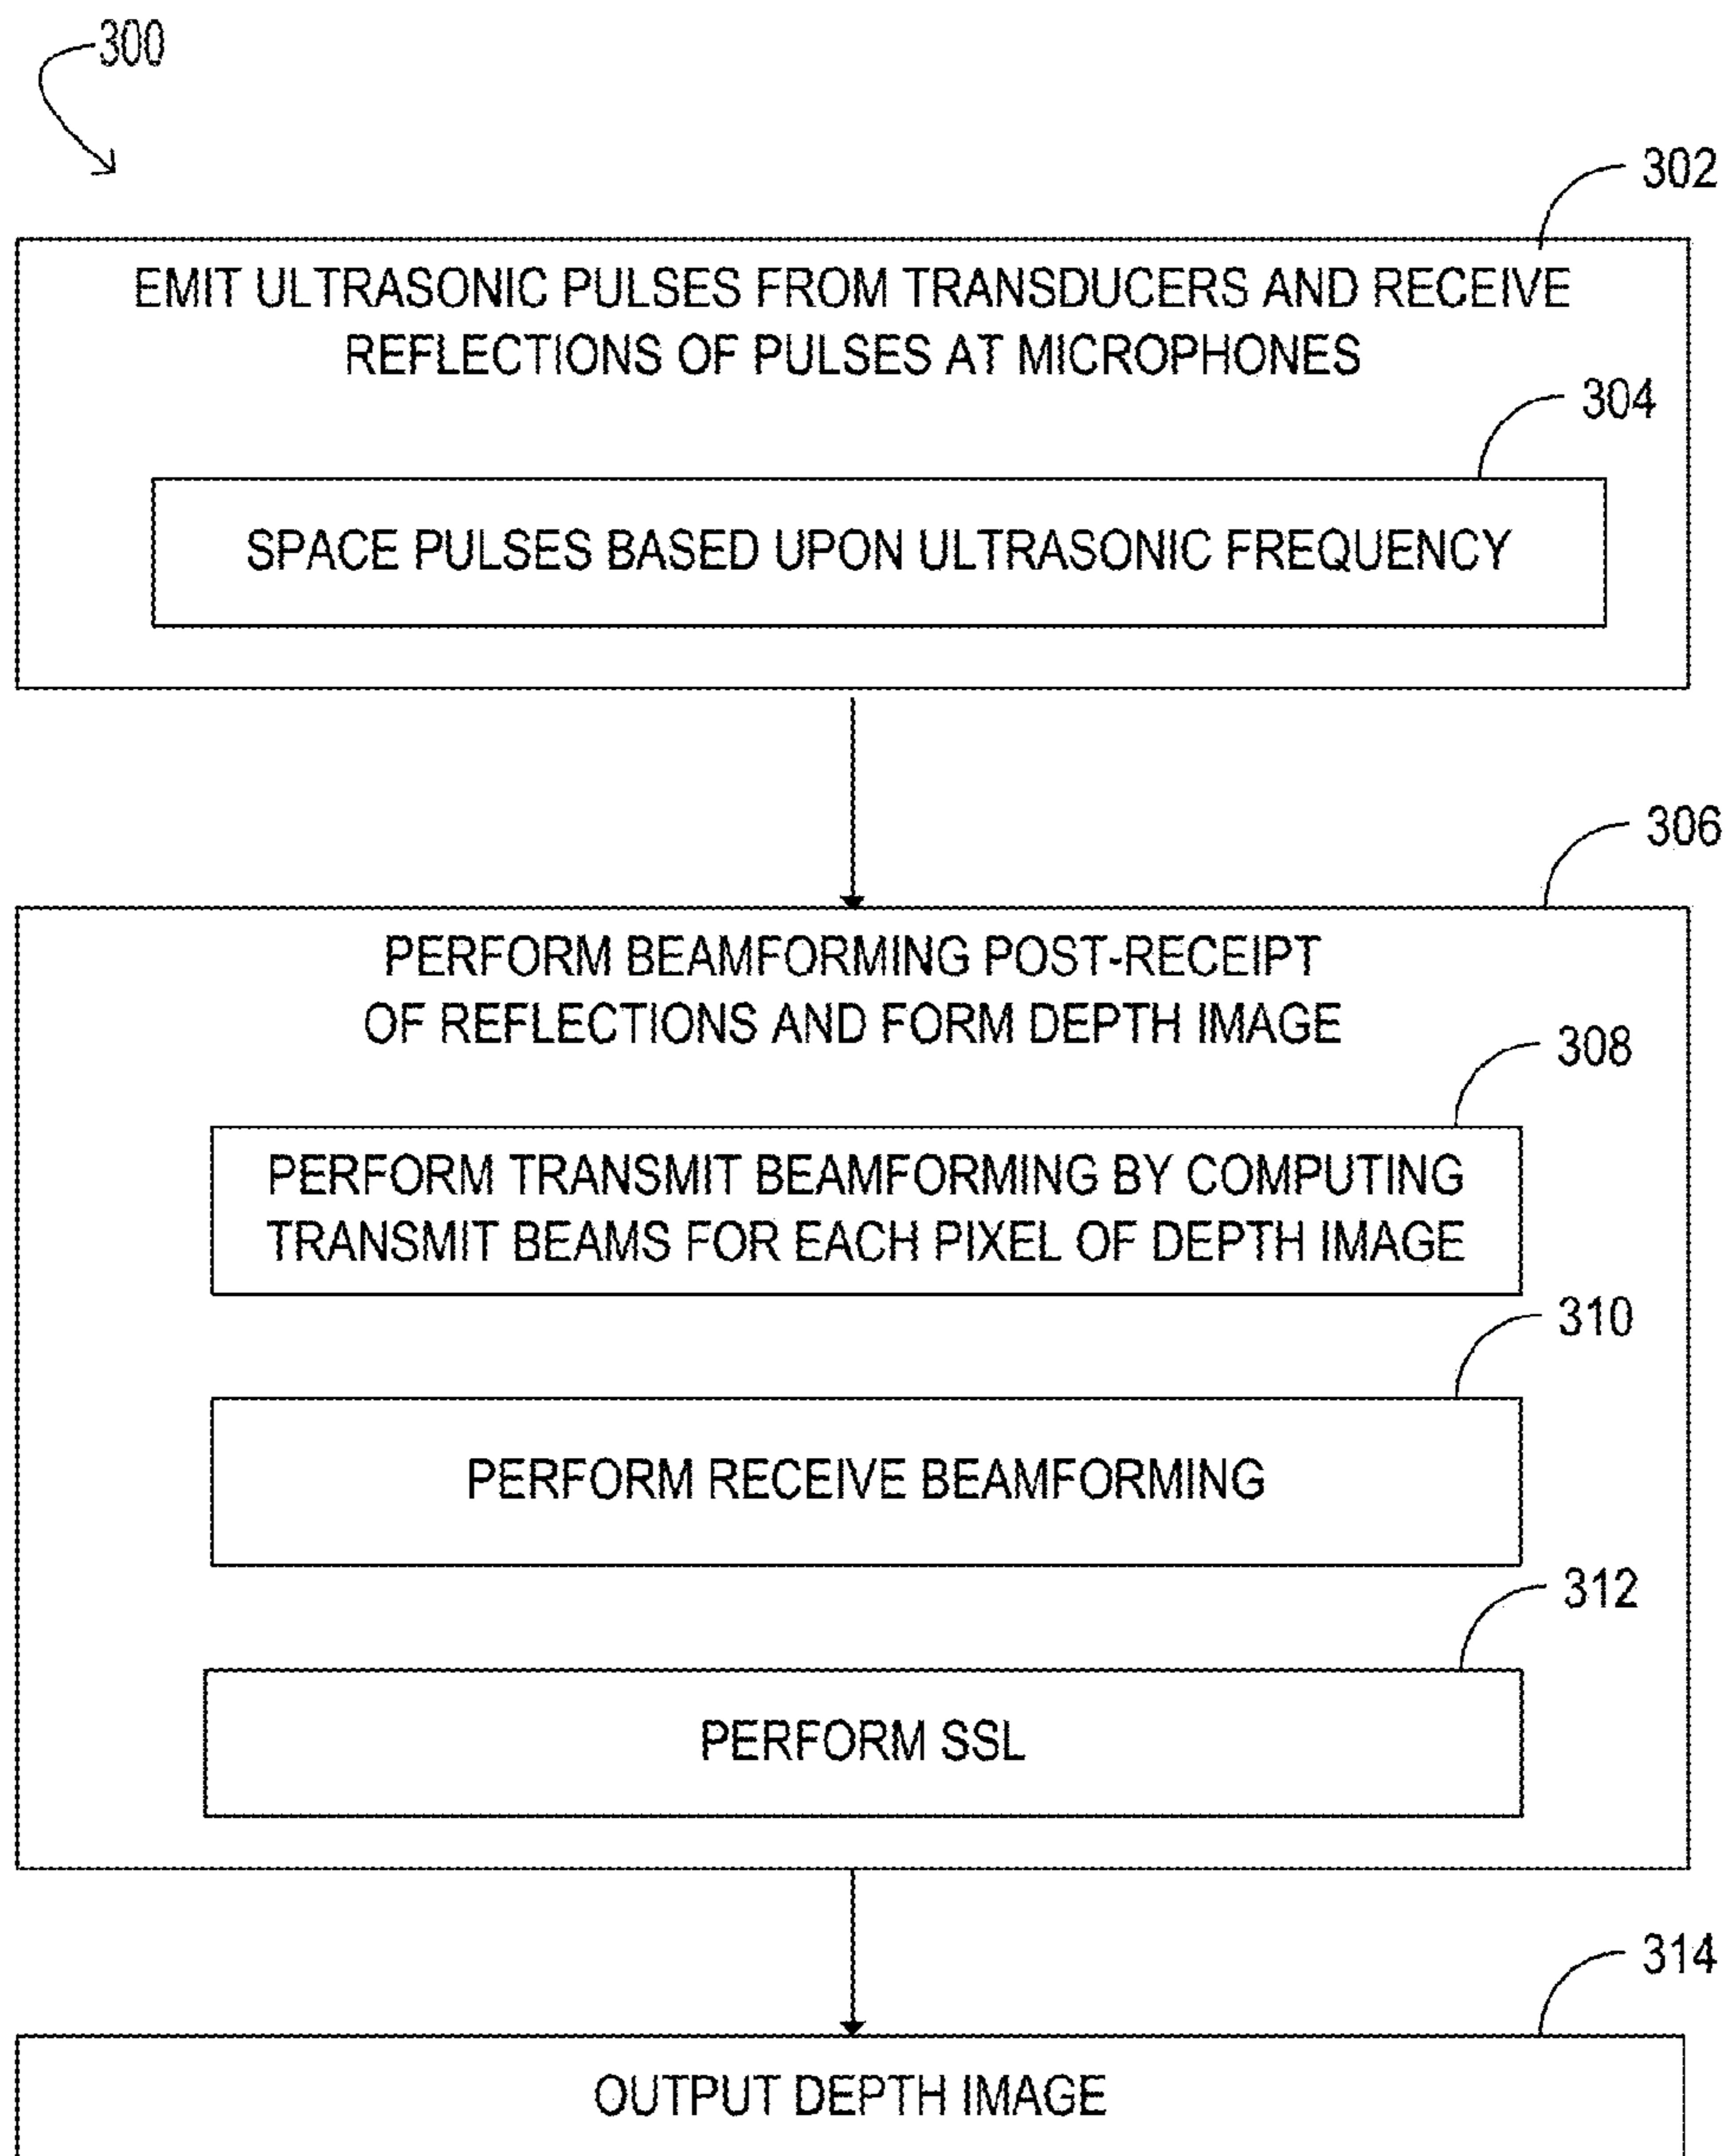 300
302
EMIT ULTRASONIC PULSES FROM TRANSDUCERS AND RECEIVE
REFLECTIONS OF PULSES AT MICROPHONES
304
SPACE PULSES BASED UPON ULTRASONIC FREQUENCY
306
PERFORM BEAMFORMING POST-RECEIPT
OF REFLECTIONS AND FORM DEPTH IMAGE
308
PERFORM TRANSMIT BEAMFORMING BY COMPUTING
TRANSMIT BEAMS FOR EACH PIXEL OF DEPTH IMAGE
310
PERFORM RECEIVE BEAMFORMING
312
PERFORM SSL
314
OUTPUT DEPTH IMAGE